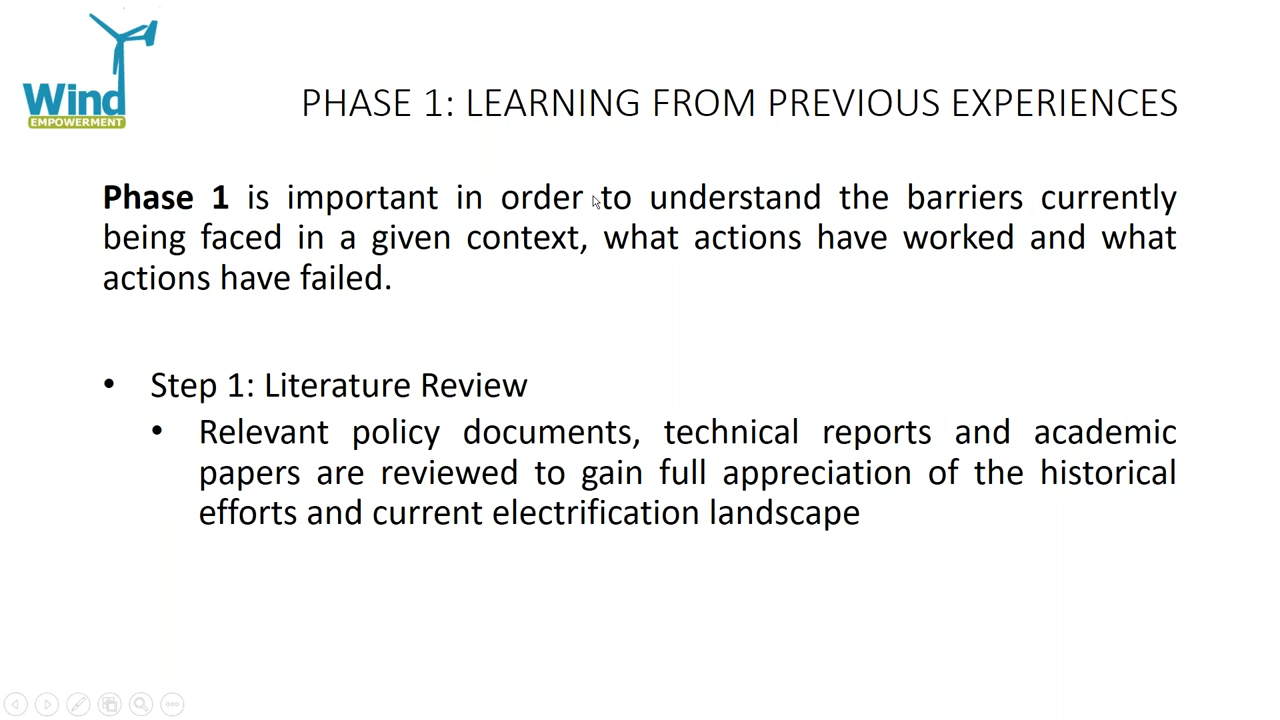 Wind
EMPOWERMENT
PHASE 1: LEARNING FROM PREVIOUS EXPERIENCES
Phase 1 is important in order to understand the barriers currently
being faced in a given context, what actions have worked and what
actions have failed.
• Step 1: Literature Review
• Relevant policy documents, technical reports and academic
papers are reviewed to gain full appreciation of the historical
efforts and current electrification landscape